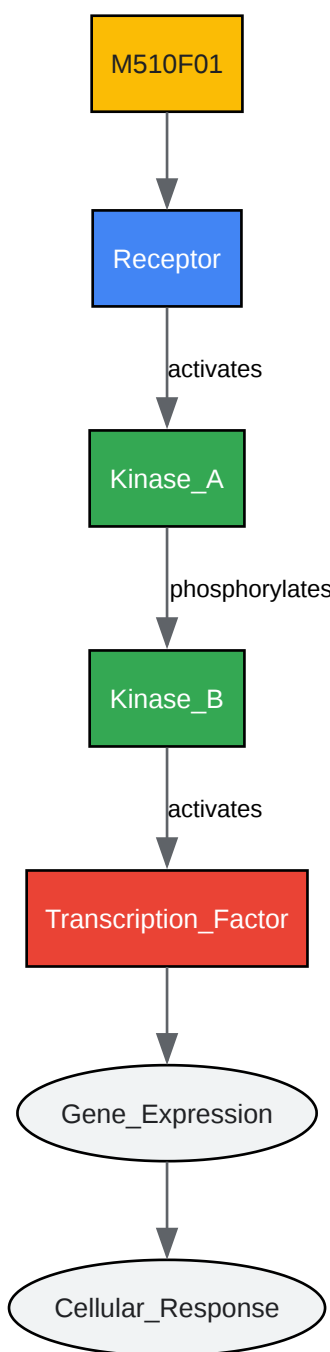 M510F01
Receptor
activates
Kinase_A
phosphorylates
Kinase_B
activates
Transcription_Factor
Gene_Expression
Cellular_Response